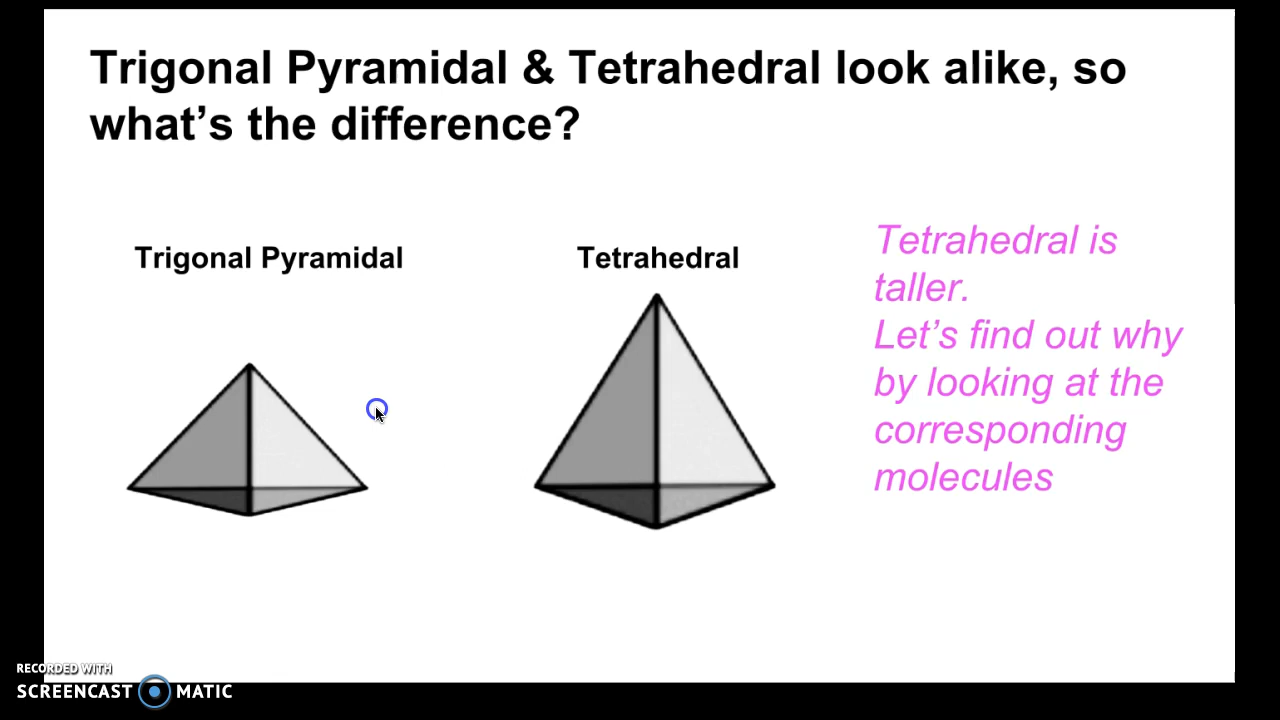 Trigonal Pyramidal & Tetrahedral look alike, so
what’s the difference?
Trigonal Pyramidal
Tetrahedral
Tetrahedral is
taller.
Let’s find out why
by looking at the
corresponding
molecules
RECORDED WITH
SCREENCAST MATIC